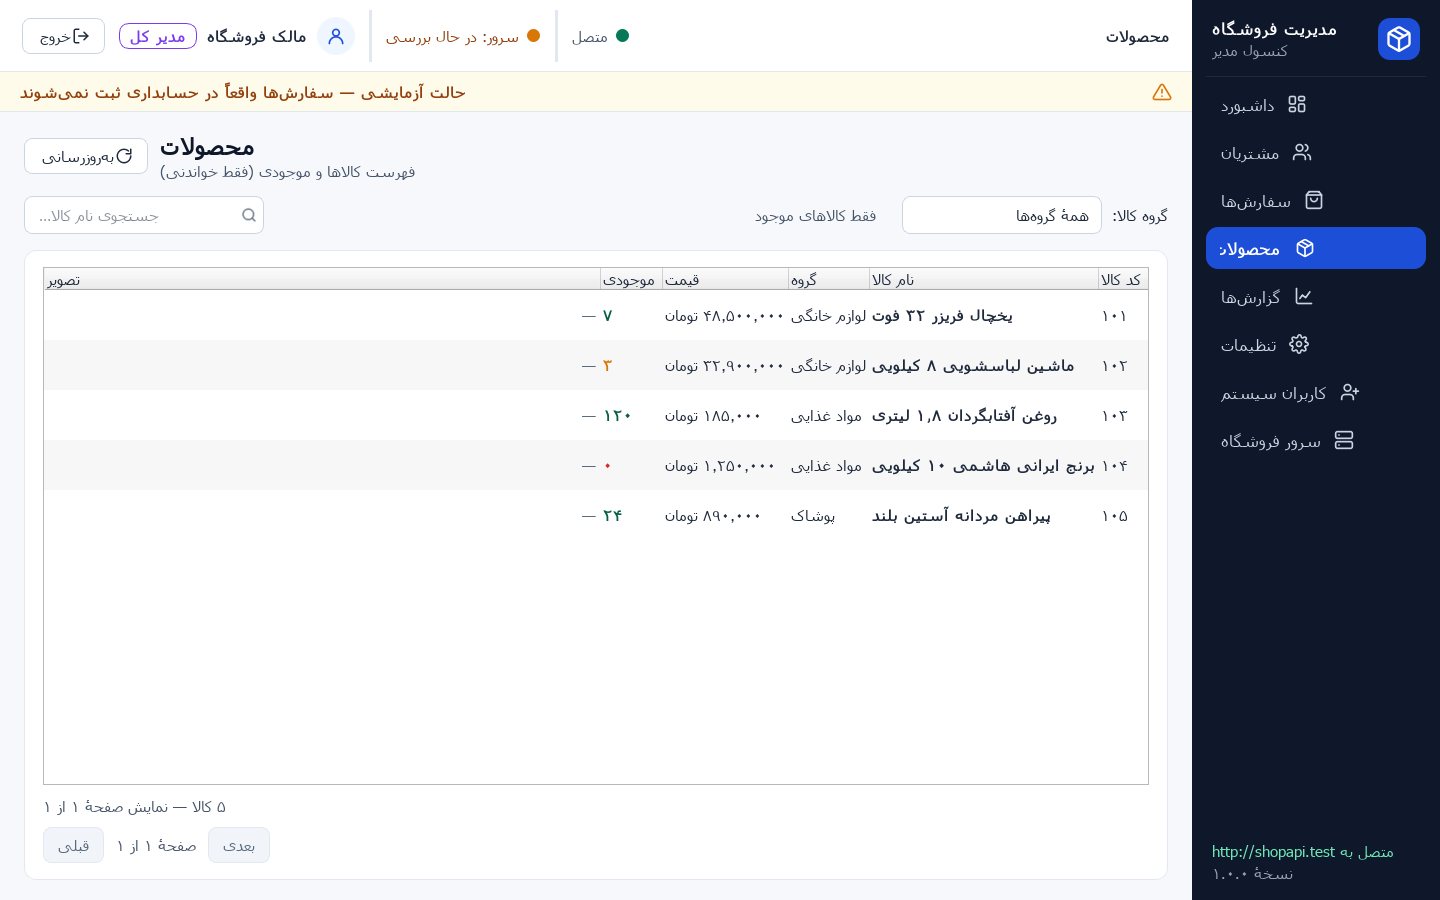 مدیریت فروشگاه
کنسول مدیر
داشبورد
مشتریان
سفارش‌ها
محصولات
گزارش‌ها
تنظیمات
کاربران سیستم
سرور فروشگاه
متصل به http://shopapi.test
نسخهٔ ۱.۰.۰
محصولات
متصل
سرور: در حال بررسی
مالک فروشگاه
مدیر کل
خروج
حالت آزمایشی — سفارش‌ها واقعاً در حسابداری ثبت نمی‌شوند
محصولات
فهرست کالاها و موجودی (فقط خواندنی)
به‌روزرسانی
گروه کالا:
همهٔ گروه‌ها
فقط کالاهای موجود
جستجوی نام کالا...
کد کالا نام کالا گروه قیمت موجودی تصویر
۱۰۱ یخچال فریزر ۳۲ فوت لوازم خانگی ۴۸,۵۰۰,۰۰۰ تومان ۷ —
۱۰۲ ماشین لباسشویی ۸ کیلویی لوازم خانگی ۳۲,۹۰۰,۰۰۰ تومان ۳ —
۱۰۳ روغن آفتابگردان ۱,۸ لیتری مواد غذایی ۱۸۵,۰۰۰ تومان ۱۲۰ —
۱۰۴ برنج ایرانی هاشمی ۱۰ کیلویی مواد غذایی ۱,۲۵۰,۰۰۰ تومان ۰ —
۱۰۵ پیراهن مردانه آستین بلند پوشاک ۸۹۰,۰۰۰ تومان ۲۴ —
۵ کالا — نمایش صفحهٔ ۱ از ۱
بعدی
صفحهٔ ۱ از ۱
قبلی